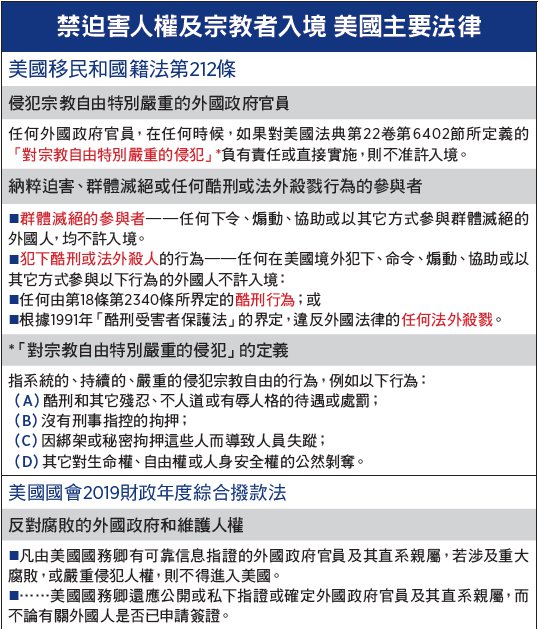 禁迫害人權及宗教者入境 美國主要法律
美國移民和國籍法第212條
侵犯宗教自由特別嚴重的外國政府官員
任何外國政府官員，在任何時候，如果對美國法典第22卷第6402節所定義的
「對宗教自由特別嚴重的侵犯」*負有責任或直接實施，則不准許入境。
納粹迫害、群體滅絕或任何酷刑或法外殺戮行為的參與者
■群體滅絕的參與者——任何下令、煽動、協助或以其它方式參與群體滅絕的
外國人，均不許入境。
■犯下酷刑或法外殺人的行為——任何在美國境外犯下、命令、煽動、協助或以
其它方式參與以下行為的外國人不許入境：
■任何由第18條第2340條所界定的酷刑行為；或
■根據1991年「酷刑受害者保護法」的界定，違反外國法律的任何法外殺戮。
*「對宗教自由特別嚴重的侵犯」的定義
指系統的、持續的、嚴重的侵犯宗教自由的行為，例如以下行為：
（A）酷刑和其它殘忍、不人道或有辱人格的待遇或處罰；
（B）沒有刑事指控的拘押；
（C）因綁架或秘密拘押這些人而導致人員失蹤；
（D）其它對生命權、自由權或人身安全權的公然剝奪。
美國國會2019財政年度綜合撥款法
反對腐敗的外國政府和維護人權
■凡由美國國務卿有可靠信息指證的外國政府官員及其直系親屬，若涉及重大
腐敗，或嚴重侵犯人權，則不得進入美國。
■……美國國務卿還應公開或私下指證或確定外國政府官員及其直系親屬，而
不論有關外國人是否已申請簽證。